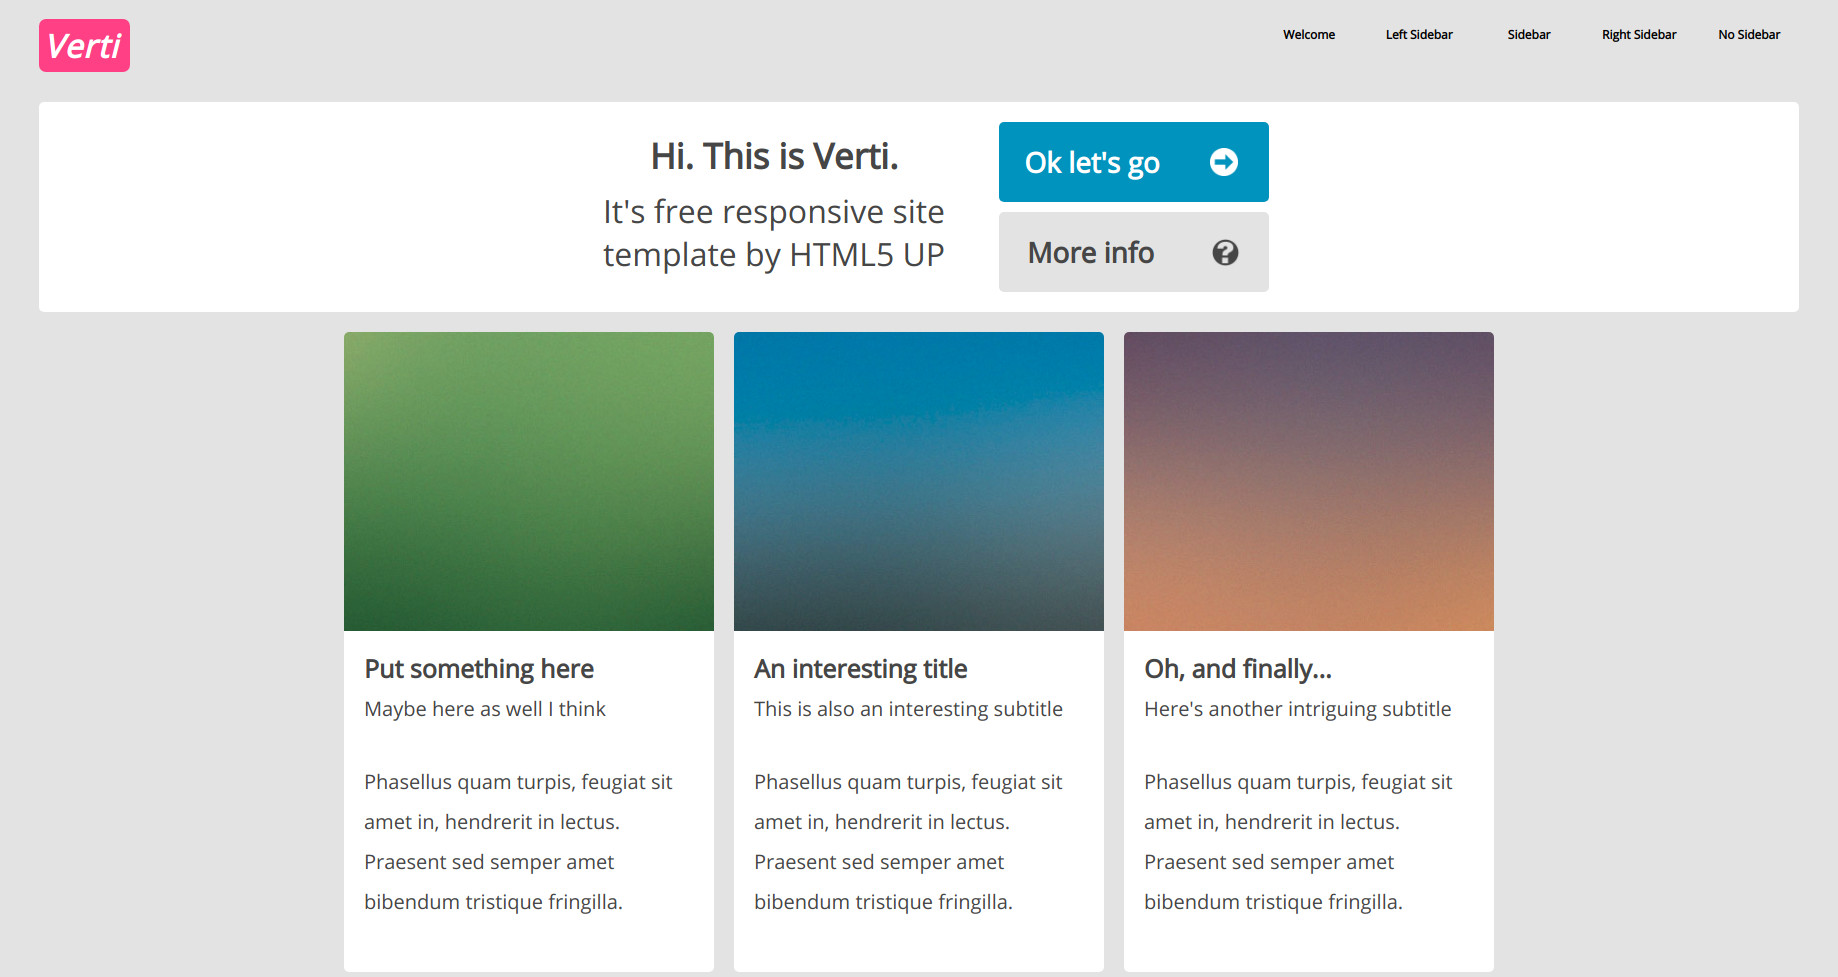 Verti
Welcome
Left Sidebar
Sidebar
Right Sidebar
No Sidebar
Hi. This is Verti.
It's free responsive site
template by HTML5 UP
Ok let's go
More info
Put something here
Maybe here as well I think
Phasellus quam turpis, feugiat sit
amet in, hendrerit in lectus.
Praesent sed semper amet
bibendum tristique fringilla.
An interesting title
This is also an interesting subtitle
Phasellus quam turpis, feugiat sit
amet in, hendrerit in lectus.
Praesent sed semper amet
bibendum tristique fringilla.
Oh, and finally...
Here's another intriguing subtitle
Phasellus quam turpis, feugiat sit
amet in, hendrerit in lectus.
Praesent sed semper amet
bibendum tristique fringilla.